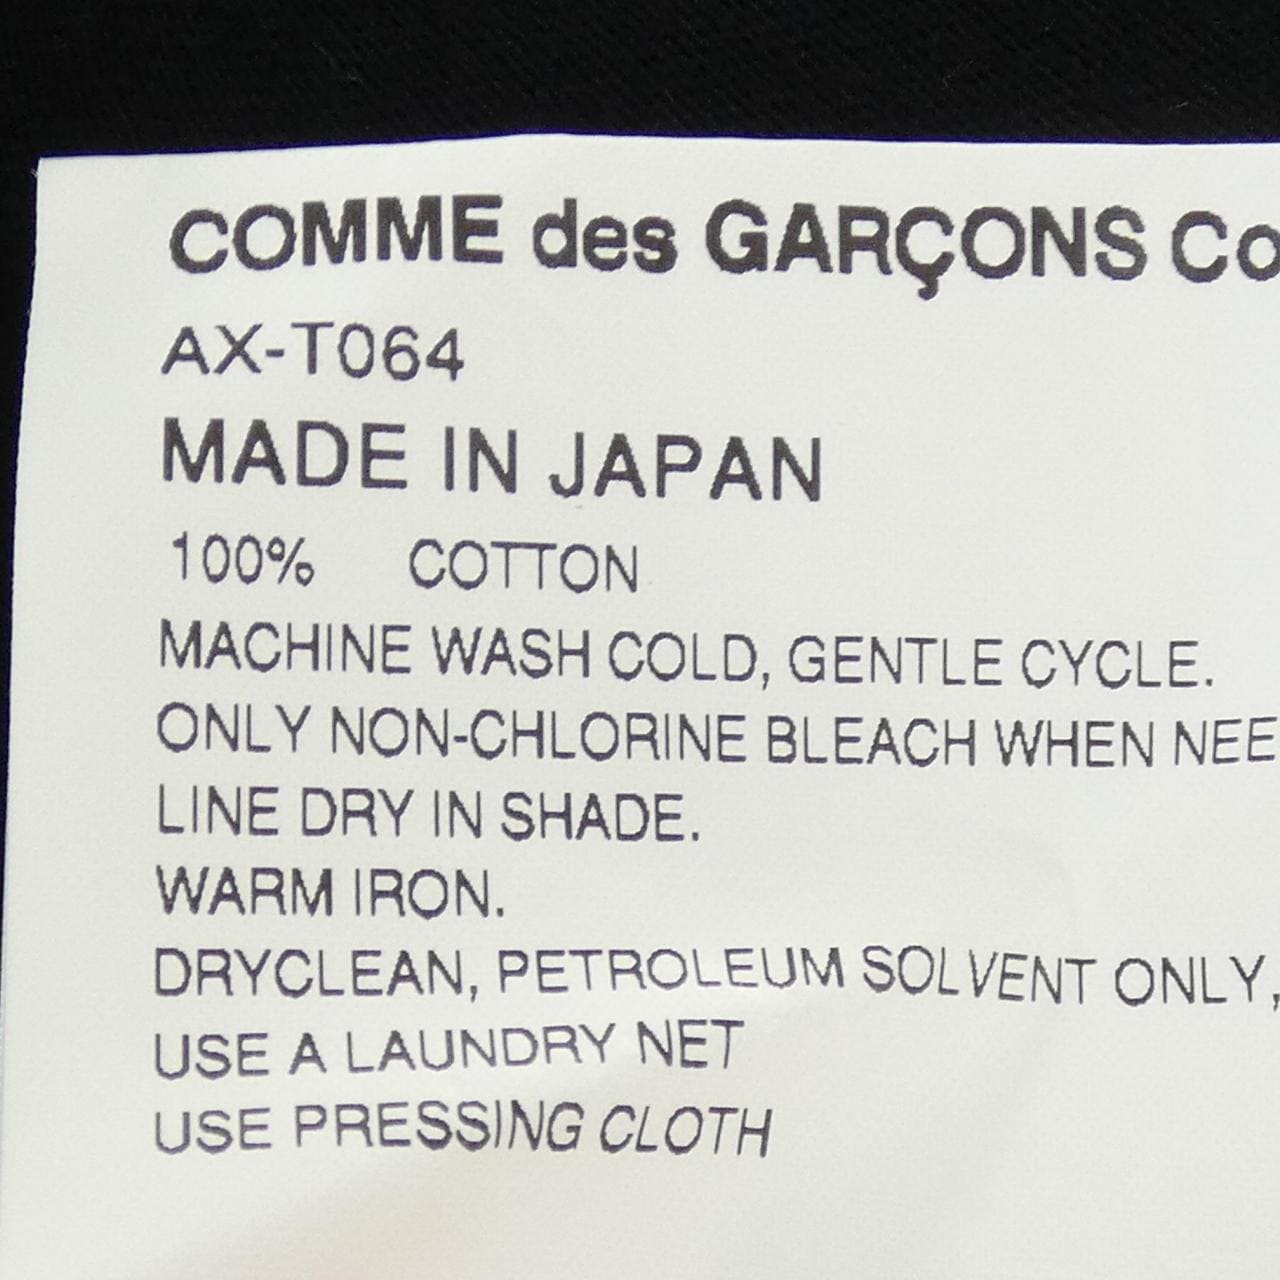 COMME des GARÇONS Co
AX-T064
MADE IN JAPAN
100% COTTON
MACHINE WASH COLD, GENTLE CYCLE.
ONLY NON-CHLORINE BLEACH WHEN NEE
LINE DRY IN SHADE.
WARM IRON.
DRYCLEAN, PETROLEUM SOLVENT ONLY,
USE A LAUNDRY NET
USE PRESSING CLOTH